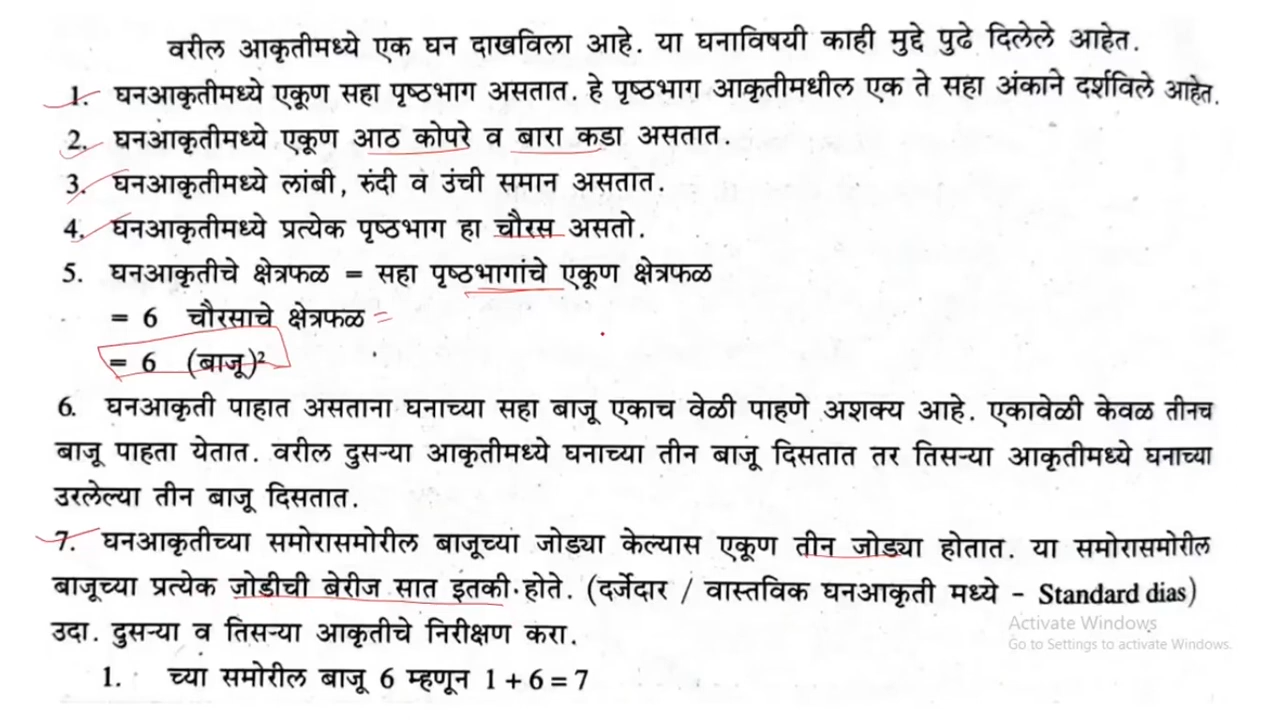 वरील आकृतीमध्ये एक घन दाखविला आहे. या घनाविषयी काही मुद्दे पुढे दिलेले आहेत.
1. घनआकृतीमध्ये एकूण सहा पृष्ठभाग असतात. हे पृष्ठभाग आकृतीमधील एक ते सहा अंकाने दर्शविले आहेत.
2. घनआकृतीमध्ये एकूण आठ कोपरे व बारा कडा असतात.
3. घनआकृतीमध्ये लांबी, रुंदी व उंची समान असतात.
4. घनआकृतीमध्ये प्रत्येक पृष्ठभाग हा चौरस असतो.
5. घनआकृतीचे क्षेत्रफळ = सहा पृष्ठभागांचे एकूण क्षेत्रफळ
= 6 चौरसाचे क्षेत्रफळ =
= 6 (बाजू)²
6. घनआकृती पाहात असताना घनाच्या सहा बाजू एकाच वेळी पाहणे अशक्य आहे. एकावेळी केवळ तीनच
बाजू पाहता येतात. वरील दुसऱ्या आकृतीमध्ये घनाच्या तीन बाजू दिसतात तर तिसऱ्या आकृतीमध्ये घनाच्या
उरलेल्या तीन बाजू दिसतात.
7. घनआकृतीच्या समोरासमोरील बाजूच्या जोड्या केल्यास एकूण तीन जोड्या होतात. या समोरासमोरील
बाजूच्या प्रत्येक जोडीची बेरीज सात इतकी होते. (दर्जेदार / वास्तविक घनआकृती मध्ये - Standard dias)
उदा. दुसऱ्या व तिसऱ्या आकृतीचे निरीक्षण करा.
1. च्या समोरील बाजू 6 म्हणून 1 + 6 = 7
Activate Windows
Go to Settings to activate Windows.